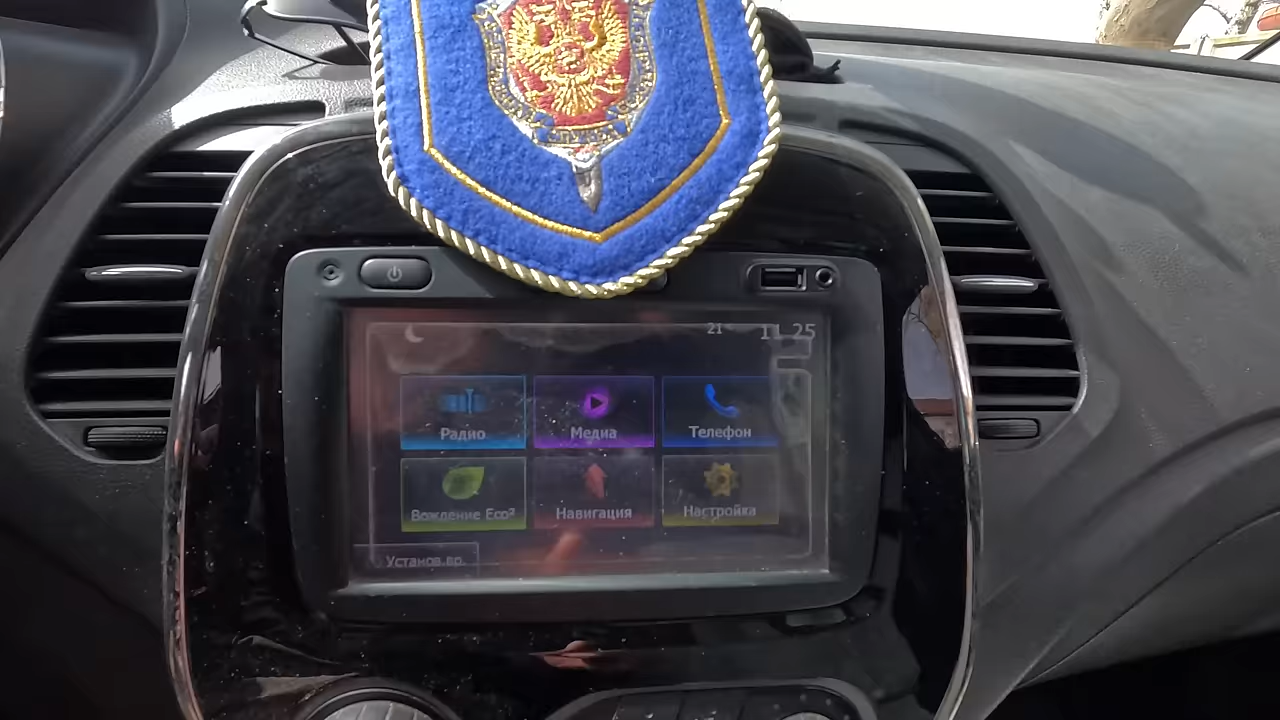 21°
11 25
Радио
Медиа
Телефон
Вождение Eco²
Навигация
Настройка
Установ.вр.